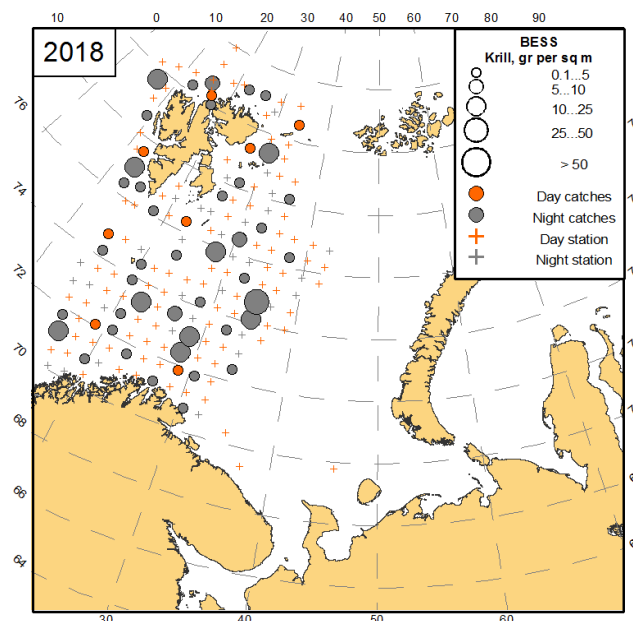 10 0 10 20 30 40 50 60 70 75 80 90
2018
BESS
Krill, gr per sq m
0.1...5
5...10
10...25
25...50
> 50
Day catches
Night catches
Day station
Night station
76
74
72
70
68
66
64
30 40 50 60